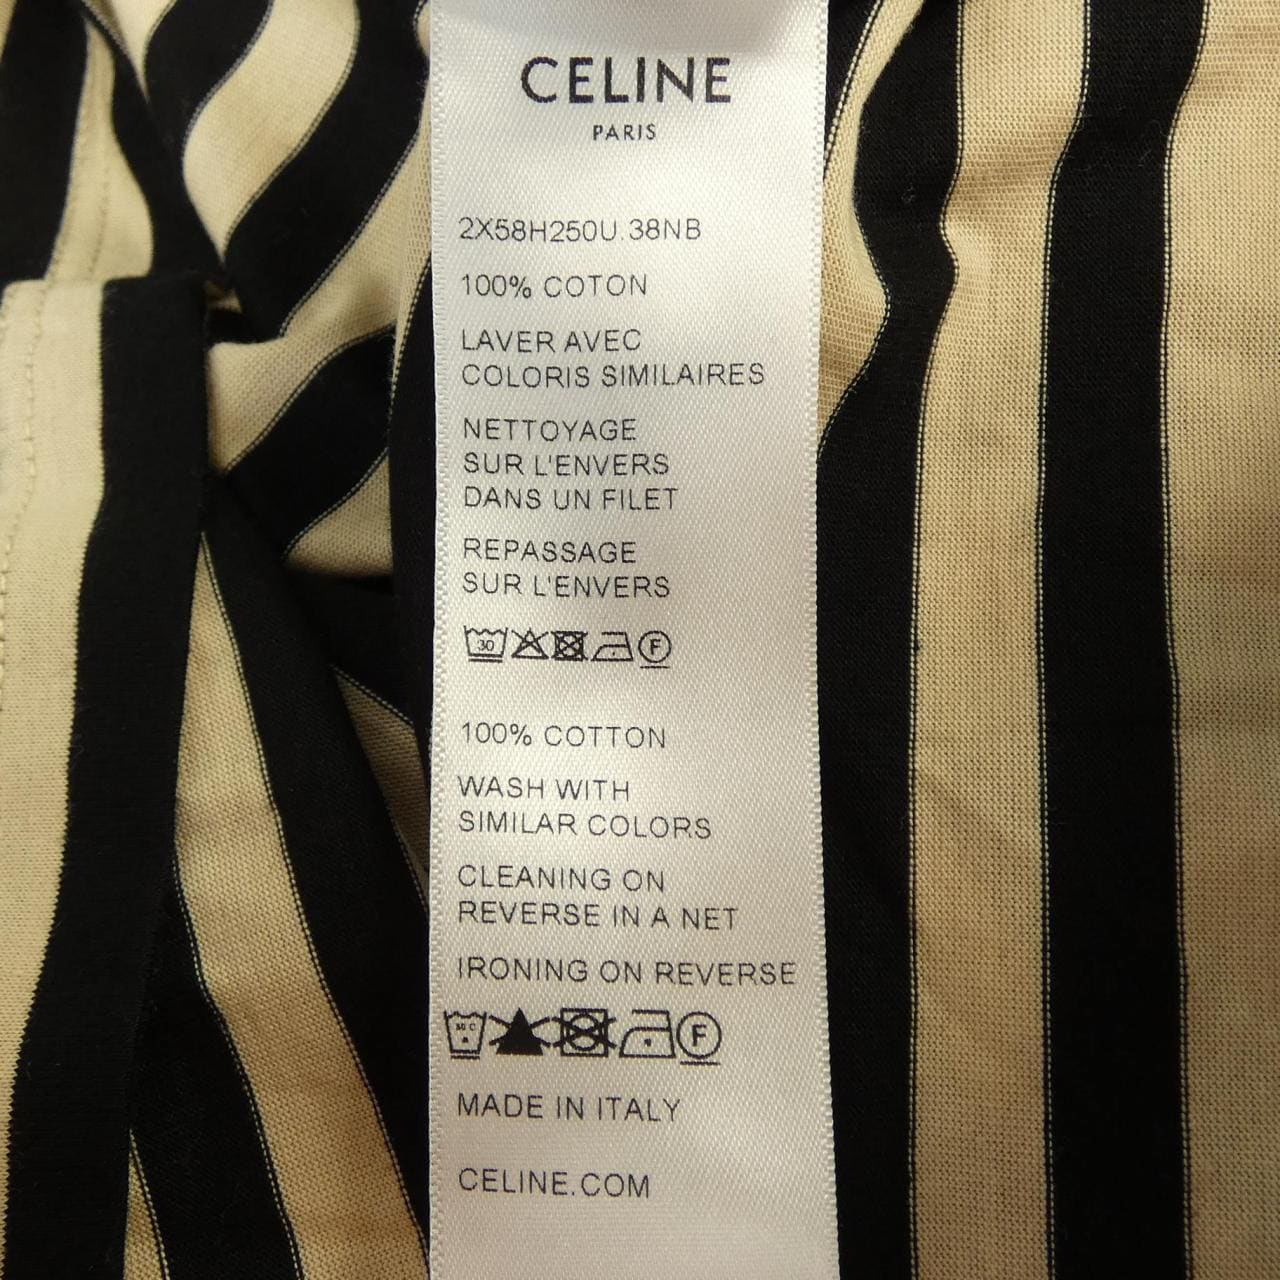 CELINE
PARIS
2X58H250U.38NB
100% COTON
LAVER AVEC
COLORIS SIMILAIRES
NETTOYAGE
SUR L'ENVERS
DANS UN FILET
REPASSAGE
SUR L'ENVERS
30 F
100% COTTON
WASH WITH
SIMILAR COLORS
CLEANING ON
REVERSE IN A NET
IRONING ON REVERSE
30 C F
MADE IN ITALY
CELINE.COM